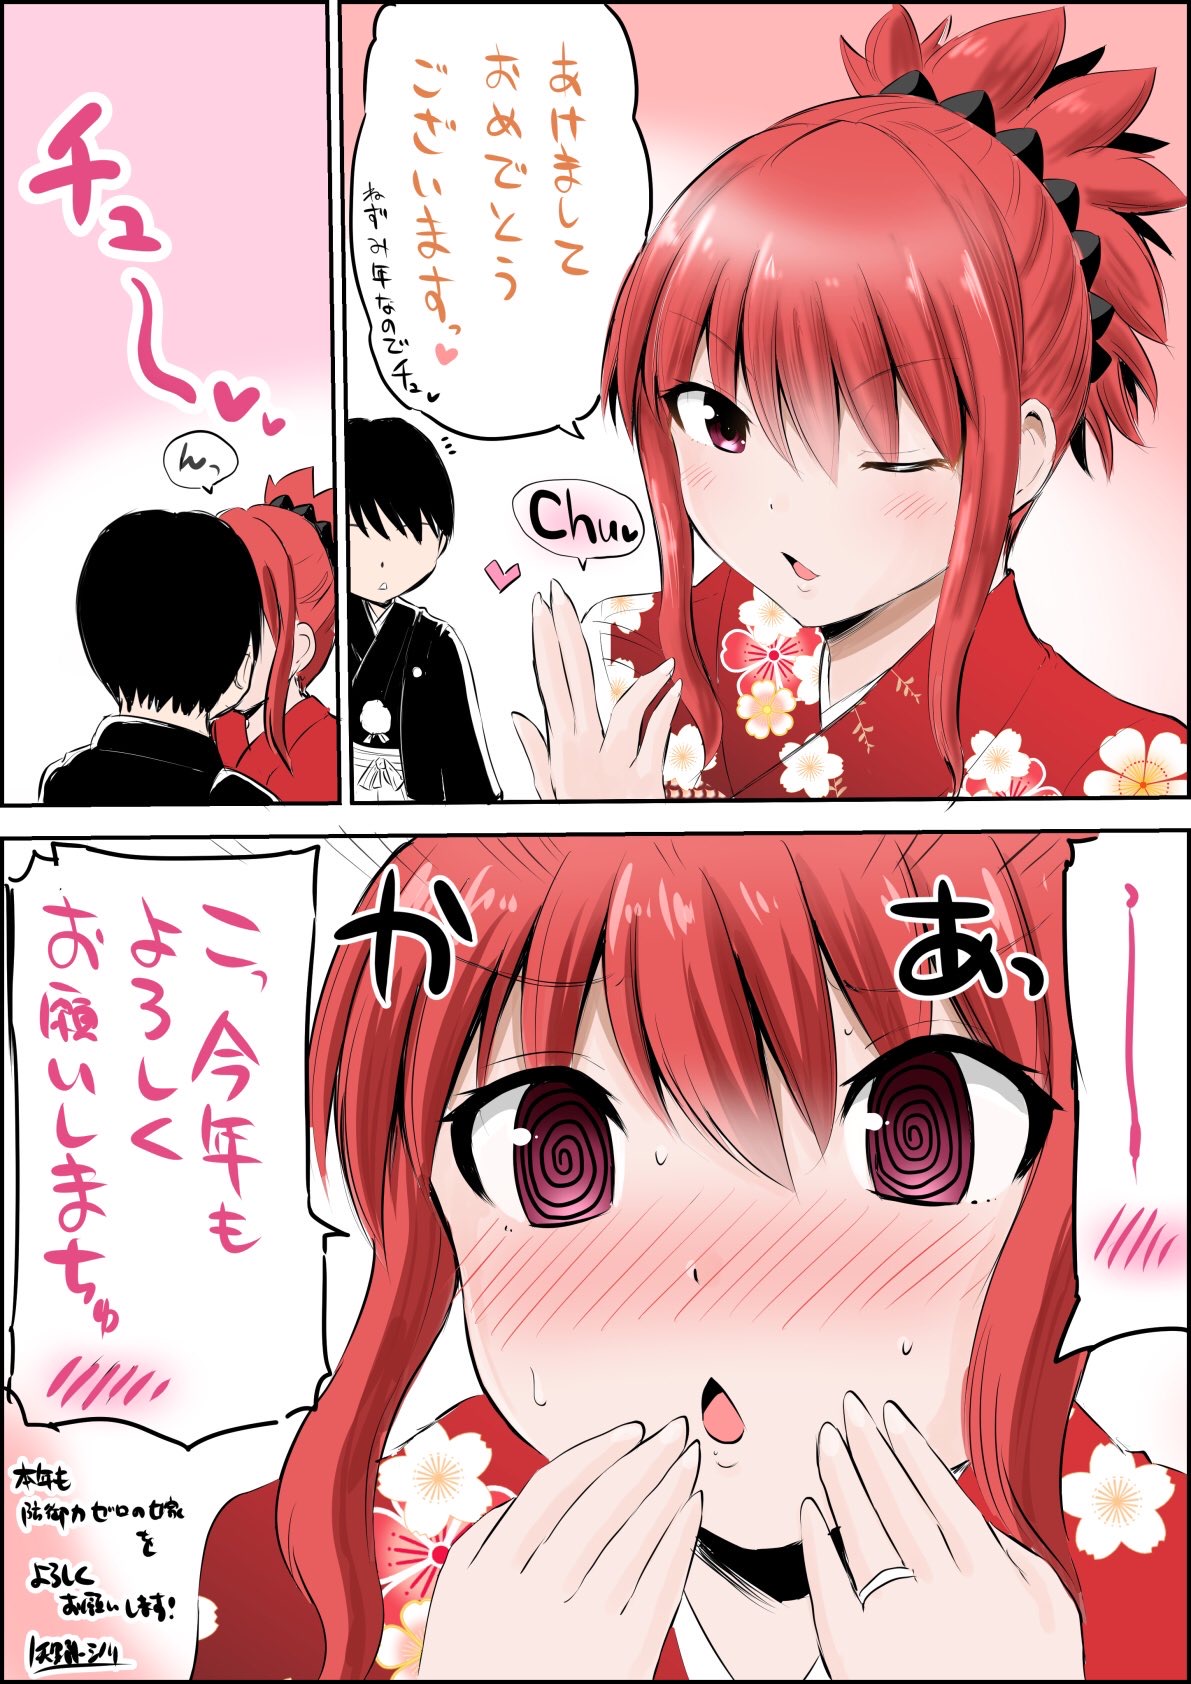 あけまして
おめでとう
ございますっ♥
ねずみ年なのでチュ♥
Chu♥
チュ〜♥♥
んっ
あっ
か
こっ今年も
よろしく
お願いしまちゅ
本年も
防御力ゼロの嫁
を
よろしく
お願いします!